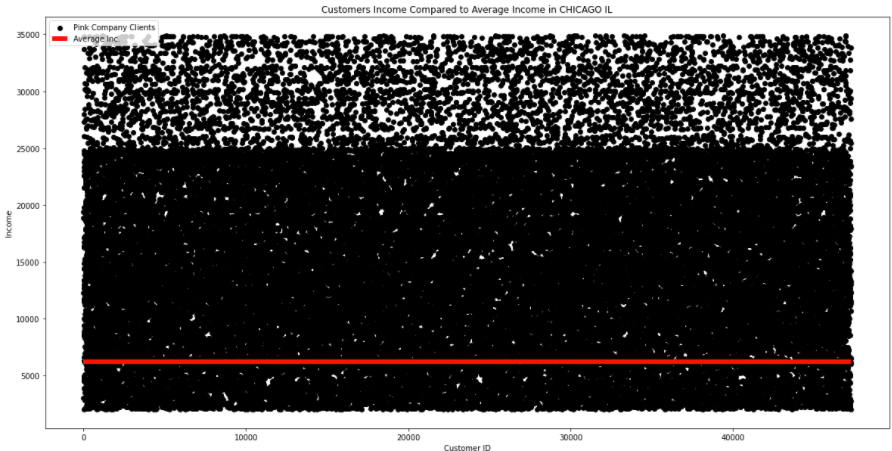 Customers Income Compared to Average Income in CHICAGO IL
Pink Company Clients
Average Inc.
35000
30000
25000
20000
15000
10000
5000
Income
0
10000
20000
30000
40000
Customer ID